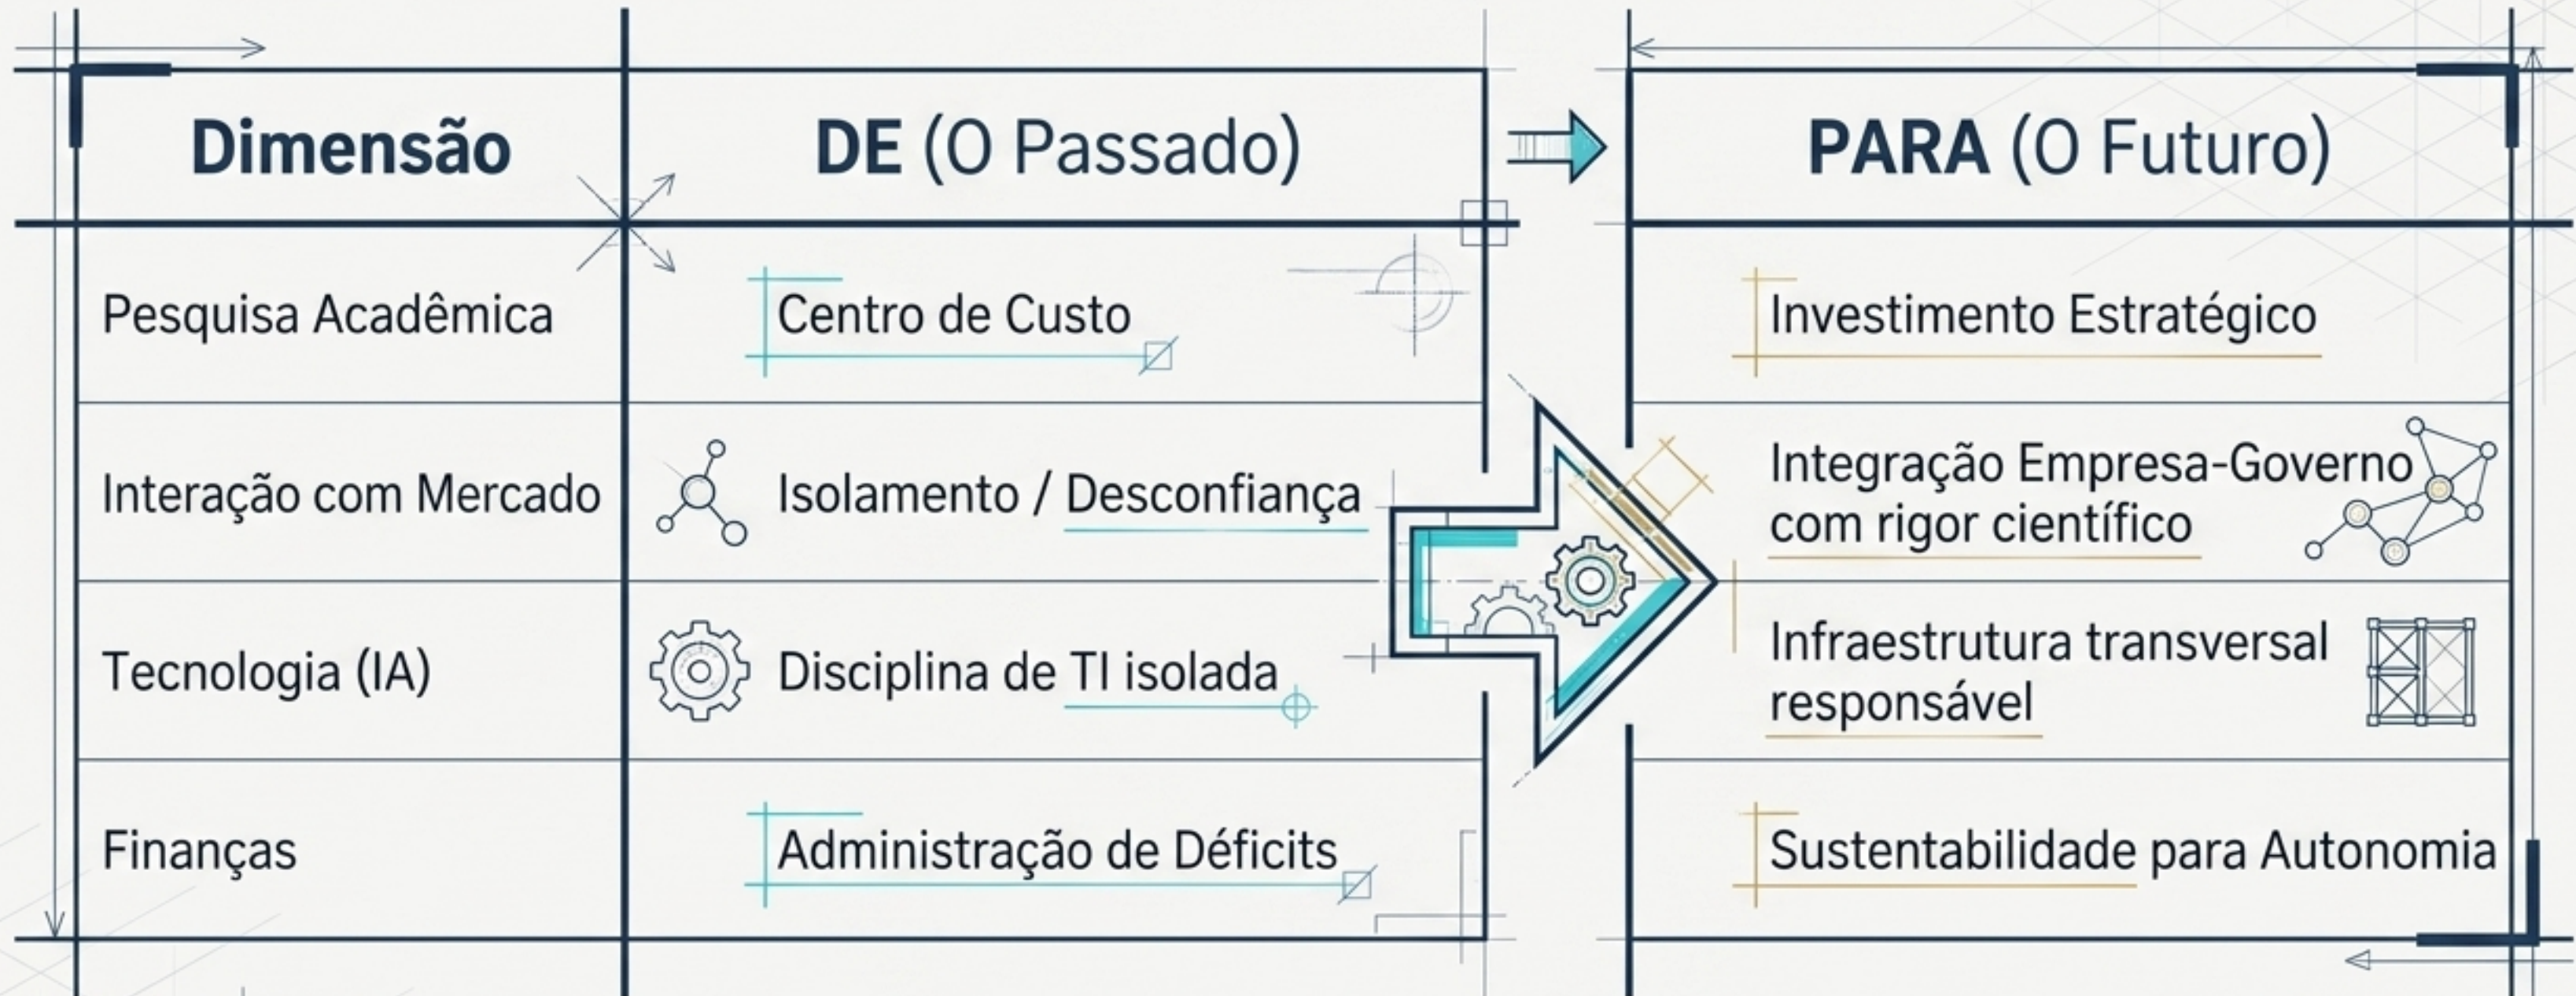 Dimensão
DE (O Passado)
PARA (O Futuro)
Pesquisa Acadêmica
Centro de Custo
Investimento Estratégico
Interação com Mercado
Isolamento / Desconfiança
Integração Empresa-Governo
com rigor científico
Tecnologia (IA)
Disciplina de TI isolada
Infraestrutura transversal
responsável
Finanças
Administração de Déficits
Sustentabilidade para Autonomia